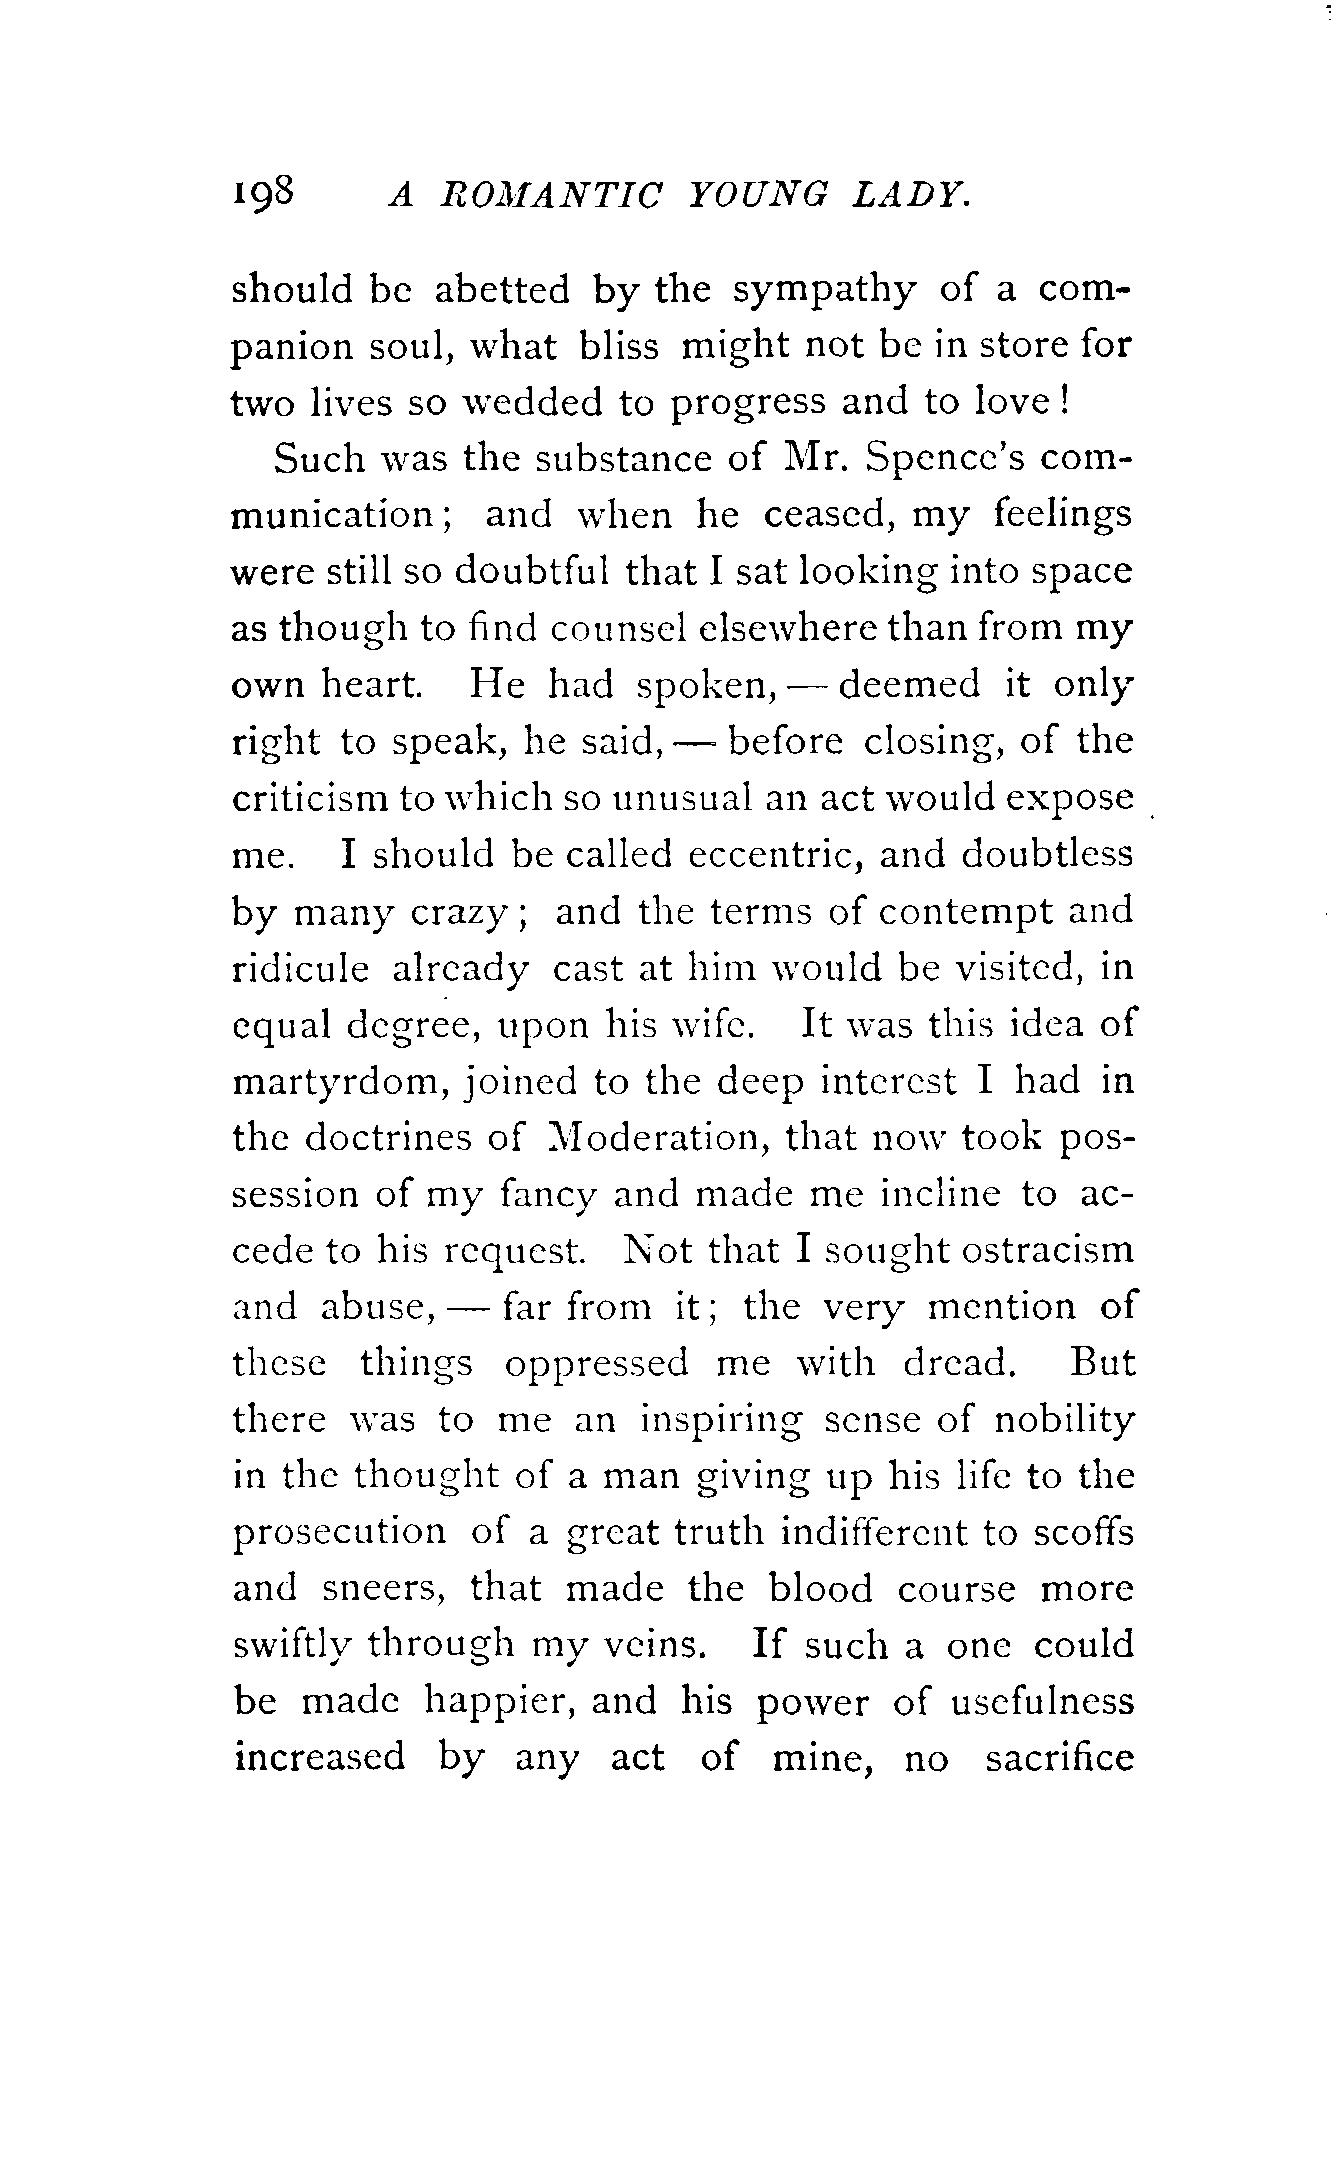 198 A ROMANTIC YOUNG LADY.
should be abetted by the sympathy of a com-
panion soul, what bliss might not be in store for
two lives so wedded to progress and to love!
Such was the substance of Mr. Spence's com-
munication; and when he ceased, my feelings
were still so doubtful that I sat looking into space
as though to find counsel elsewhere than from my
own heart. He had spoken, — deemed it only
right to speak, he said, — before closing, of the
criticism to which so unusual an act would expose
me. I should be called eccentric, and doubtless
by many crazy; and the terms of contempt and
ridicule already cast at him would be visited, in
equal degree, upon his wife. It was this idea of
martyrdom, joined to the deep interest I had in
the doctrines of Moderation, that now took pos-
session of my fancy and made me incline to ac-
cede to his request. Not that I sought ostracism
and abuse, — far from it; the very mention of
these things oppressed me with dread. But
there was to me an inspiring sense of nobility
in the thought of a man giving up his life to the
prosecution of a great truth indifferent to scoffs
and sneers, that made the blood course more
swiftly through my veins. If such a one could
be made happier, and his power of usefulness
increased by any act of mine, no sacrifice